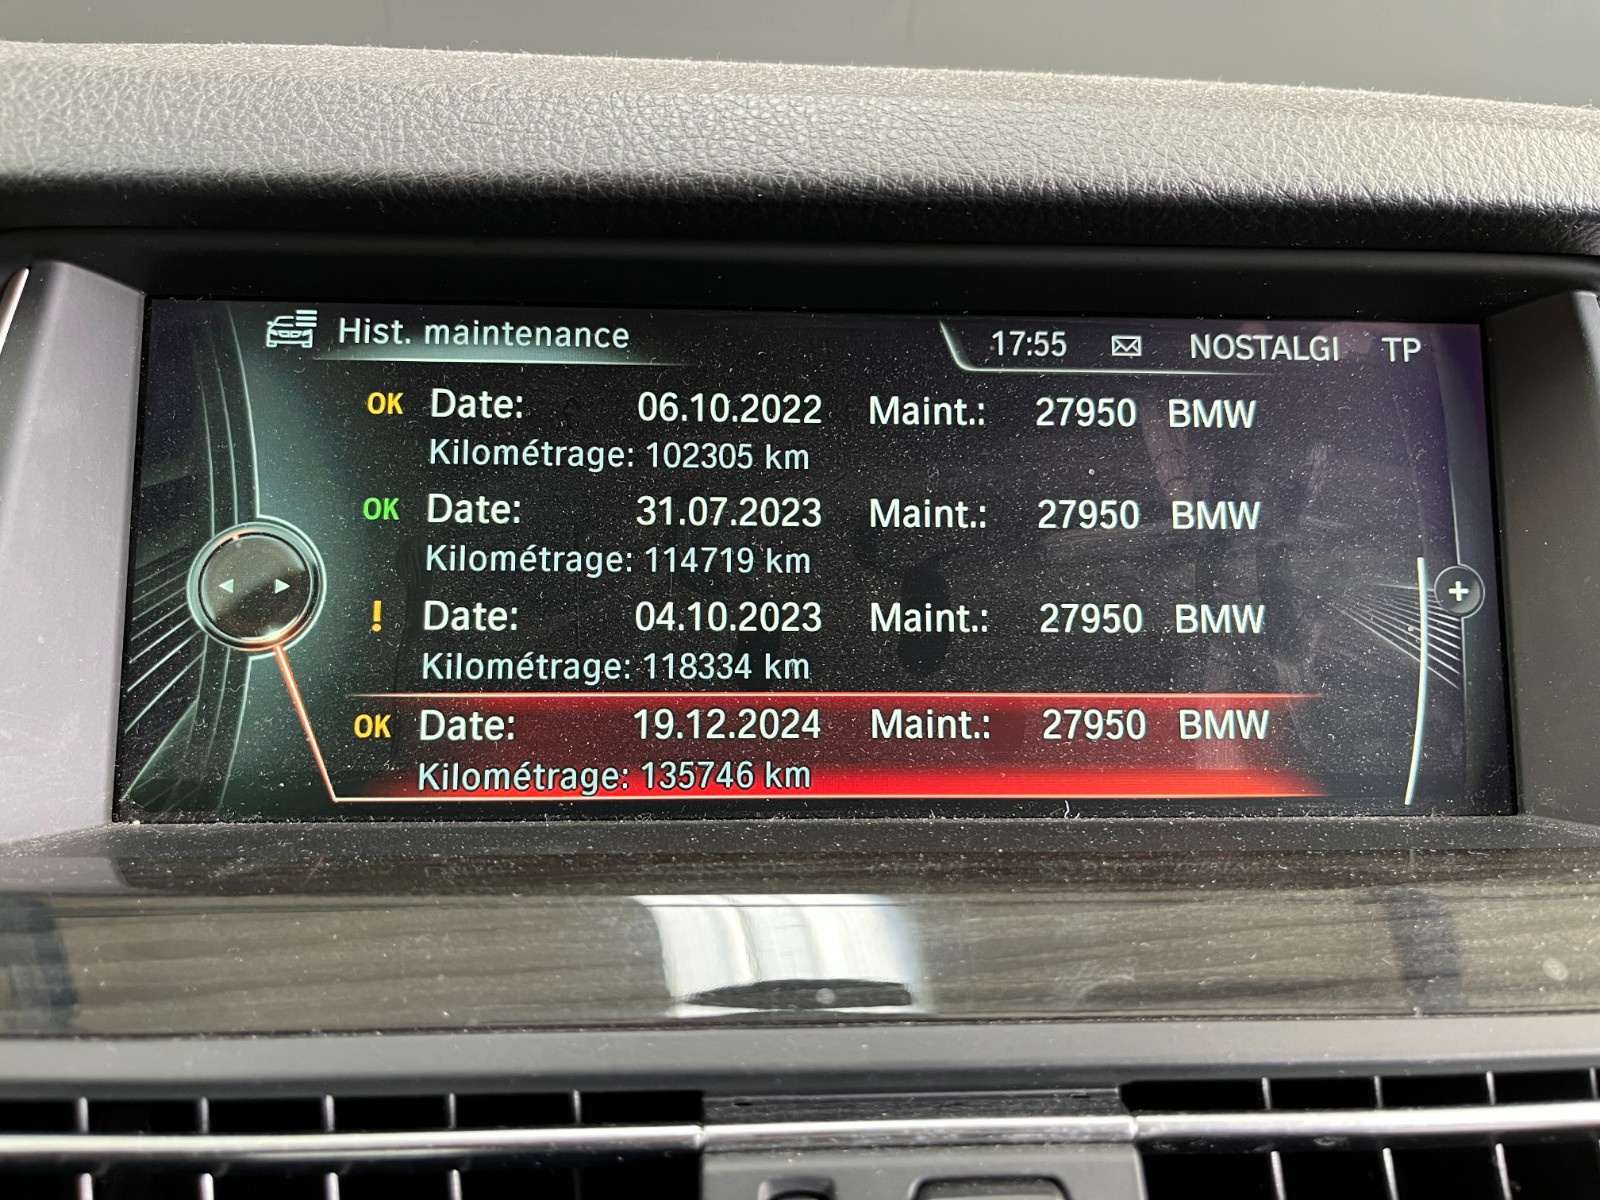 Hist. maintenance 17:55 NOSTALGI TP
OK Date: 06.10.2022 Maint.: 27950 BMW
Kilométrage: 102305 km
OK Date: 31.07.2023 Maint.: 27950 BMW
Kilométrage: 114719 km
! Date: 04.10.2023 Maint.: 27950 BMW
Kilométrage: 118334 km
OK Date: 19.12.2024 Maint.: 27950 BMW
Kilométrage: 135746 km